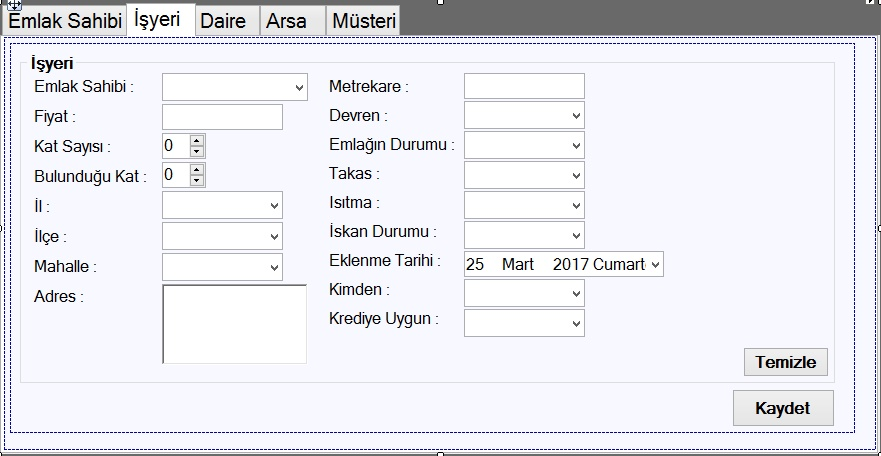 Emlak Sahibi İşyeri Daire Arsa Müsteri
İşyeri
Emlak Sahibi :
Fiyat :
Kat Sayısı : 0
Bulunduğu Kat : 0
İl :
İlçe :
Mahalle :
Adres :
Metrekare :
Devren :
Emlağın Durumu :
Takas :
Isıtma :
İskan Durumu :
Eklenme Tarihi : 25 Mart 2017 Cumart
Kimden :
Krediye Uygun :
Temizle
Kaydet